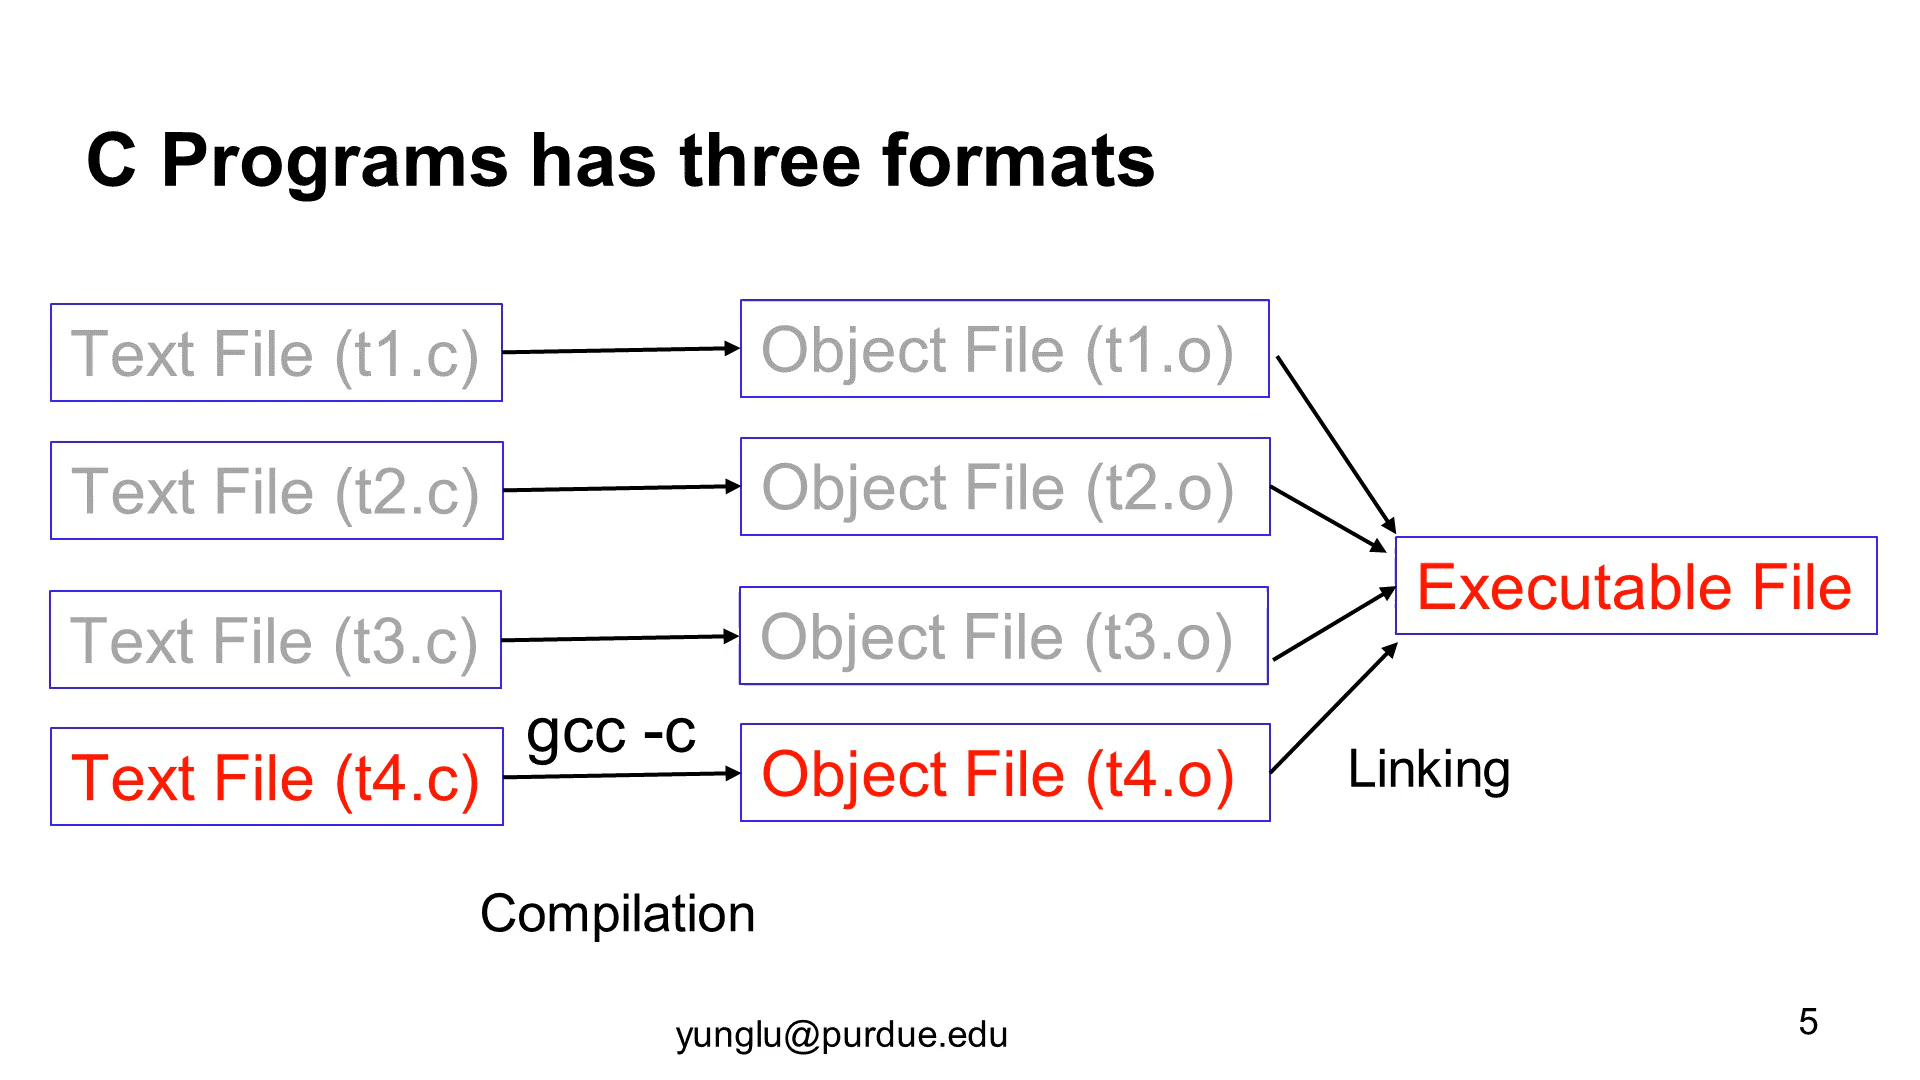 C Programs has three formats
Text File (t1.c)
Object File (t1.o)
Text File (t2.c)
Object File (t2.o)
Executable File
Text File (t3.c)
Object File (t3.o)
gcc -c
Text File (t4.c)
Object File (t4.o)
Linking
Compilation
yunglu@purdue.edu
5